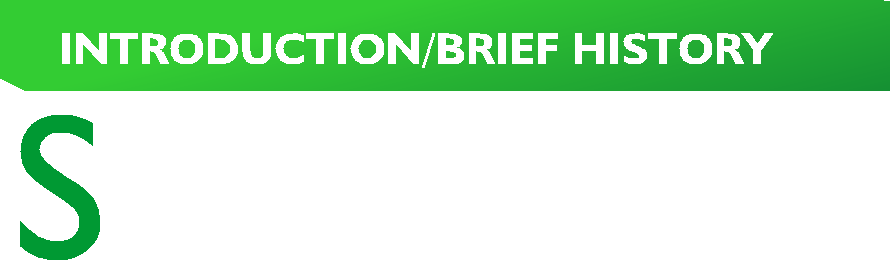 INTRODUCTION/BRIEF HISTORY
S